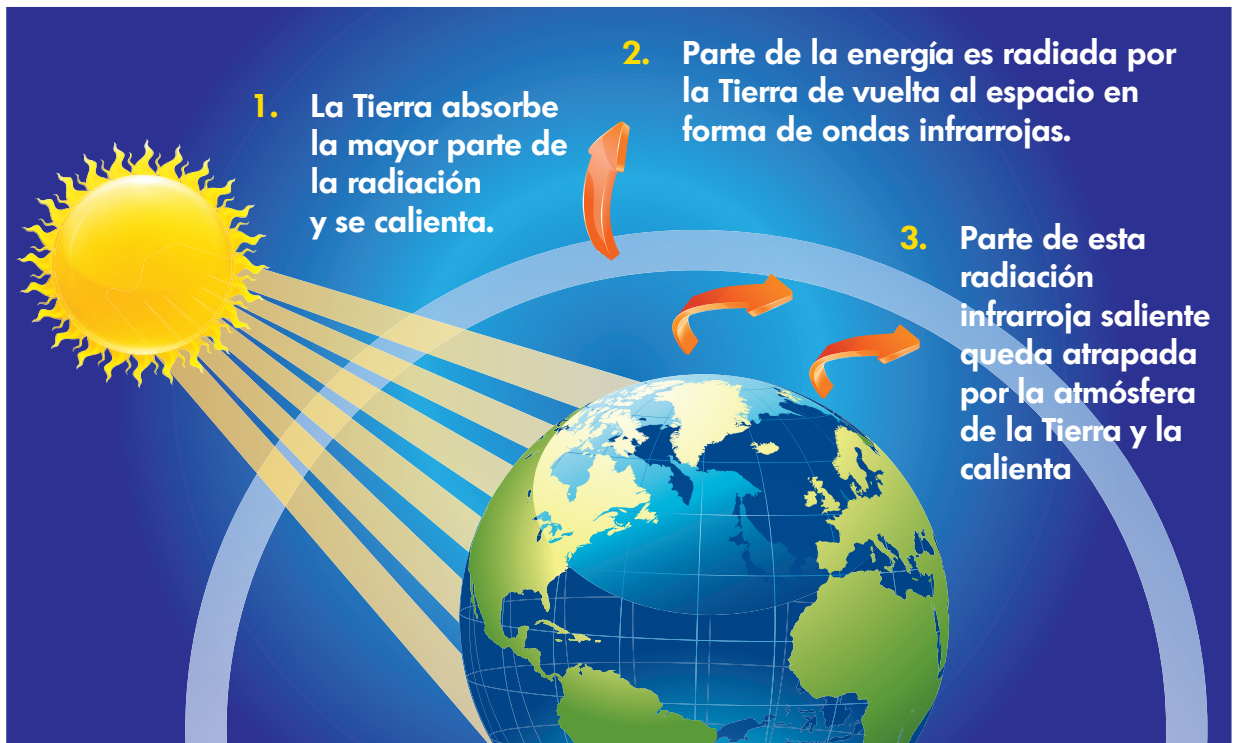 1. La Tierra absorbe
la mayor parte de
la radiación
y se calienta.
2. Parte de la energía es radiada por
la Tierra de vuelta al espacio en
forma de ondas infrarrojas.
3. Parte de esta
radiación
infrarroja saliente
queda atrapada
por la atmósfera
de la Tierra y la
calienta